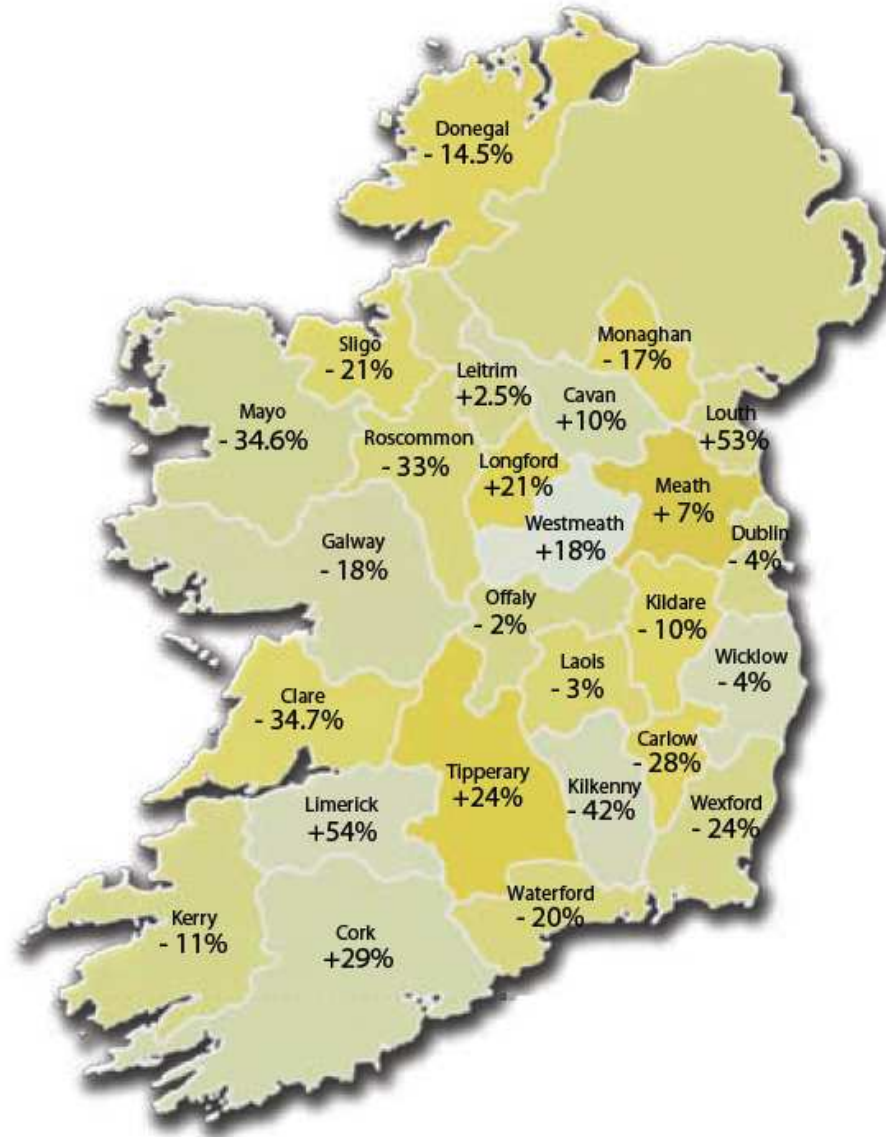 Donegal
- 14.5%
Monaghan
- 17%
Sligo
- 21%
Leitrim
+2.5%
Cavan
+10%
Louth
+53%
Mayo
- 34.6%
Roscommon
- 33%
Longford
+21%
Meath
+ 7%
Westmeath
+18%
Dublin
- 4%
Galway
- 18%
Offaly
- 2%
Kildare
- 10%
Laois
- 3%
Wicklow
- 4%
Clare
- 34.7%
Carlow
- 28%
Tipperary
+24%
Kilkenny
- 42%
Limerick
+54%
Wexford
- 24%
Waterford
- 20%
Kerry
- 11%
Cork
+29%